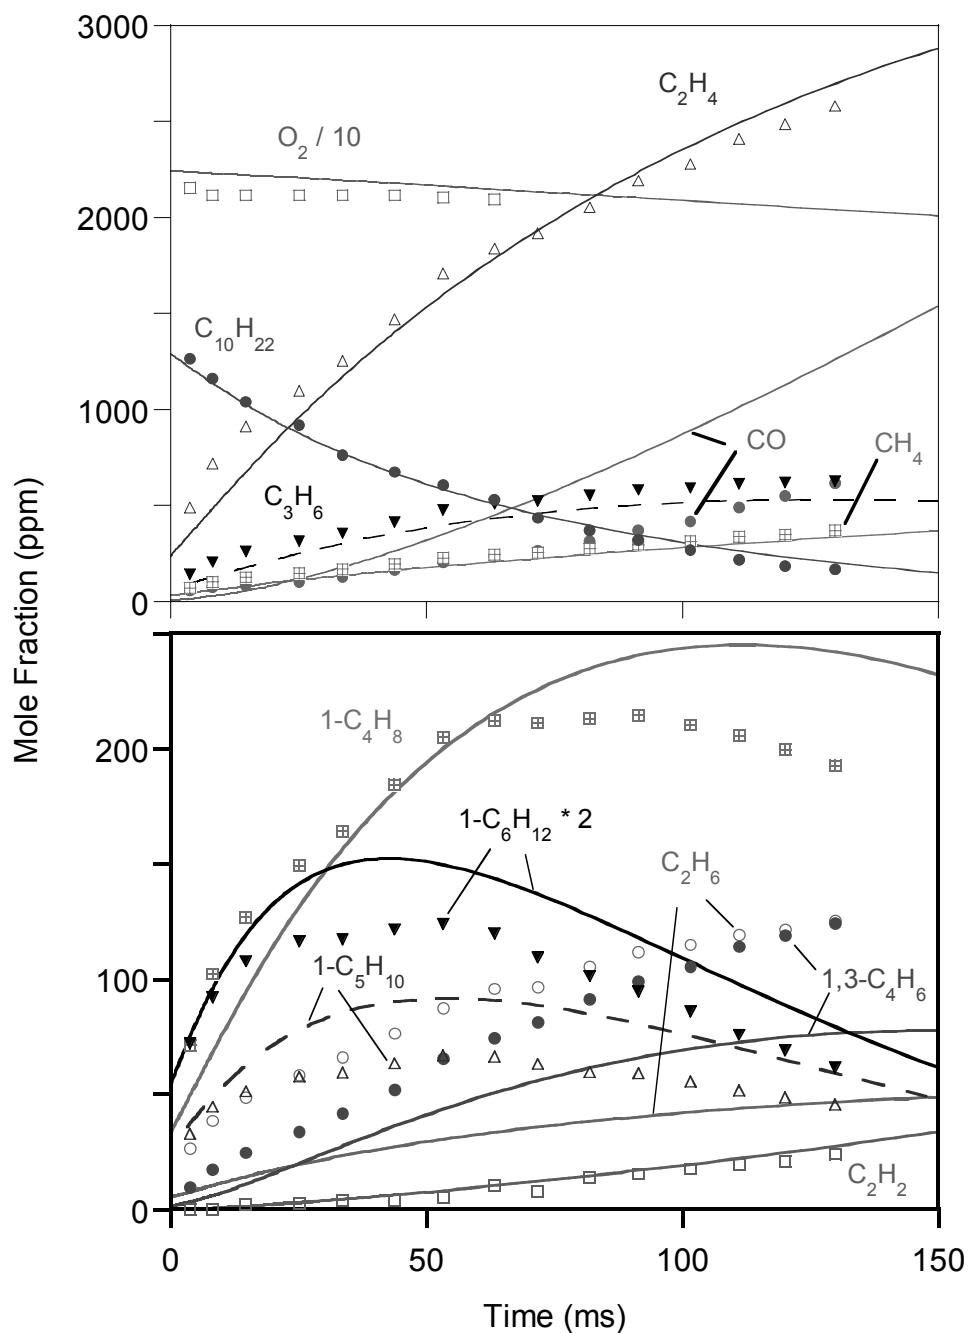 3000
C2H4
O2 / 10
2000
C10H22
1000
CO
CH4
C3H6
0
Mole Fraction (ppm)
1-C4H8
200
1-C6H12 * 2
C2H6
1-C5H10
1,3-C4H6
100
C2H2
0
0 50 100 150
Time (ms)